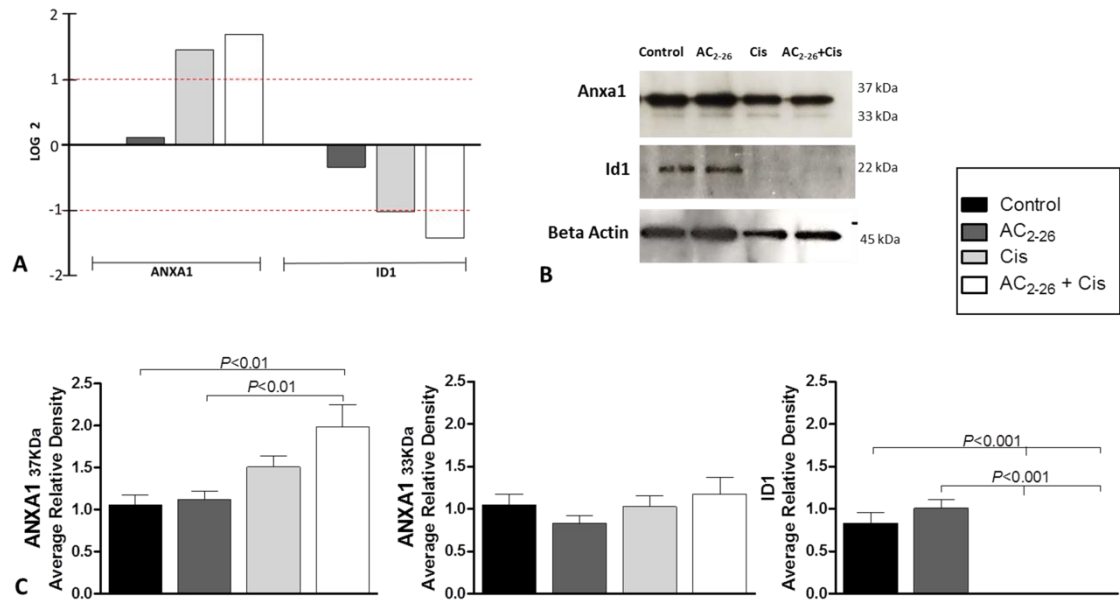 2
1
0
-1
-2
LOG 2
ANXA1
ID1
A
Control AC2-26 Cis AC2-26+Cis
Anxa1
37 kDa
33 kDa
Id1
22 kDa
Beta Actin
45 kDa
B
Control
AC2-26
Cis
AC2-26 + Cis
ANXA1 37KDa
Average Relative Density
2.5
2.0
1.5
1.0
0.5
0.0
P<0.01
P<0.01
ANXA1 33KDa
Average Relative Density
2.5
2.0
1.5
1.0
0.5
0.0
ID1
Average Relative Density
2.5
2.0
1.5
1.0
0.5
0.0
P<0.001
P<0.001
C